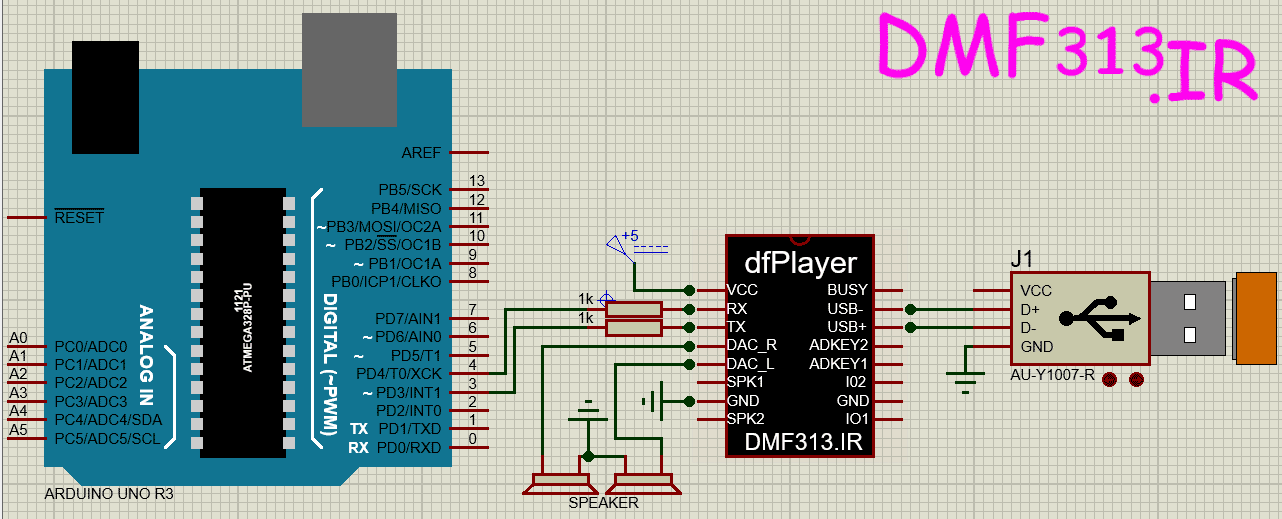 DMF313
.IR
AREF
13
PB5/SCK
12
PB4/MISO
RESET
11
~PB3/MOSI/OC2A
10
~ PB2/SS/OC1B
9
~ PB1/OC1A
8
PB0/ICP1/CLKO
1121
ATMEGA328P-PU
DIGITAL (~PWM)
ANALOG IN
7
PD7/AIN1
6
~ PD6/AIN0
5
~ PD5/T1
4
PD4/T0/XCK
3
~ PD3/INT1
2
PD2/INT0
1
TX PD1/TXD
0
RX PD0/RXD
A0
PC0/ADC0
A1
PC1/ADC1
A2
PC2/ADC2
A3
PC3/ADC3
A4
PC4/ADC4/SDA
A5
PC5/ADC5/SCL
ARDUINO UNO R3
+5
1k
1k
SPEAKER
dfPlayer
VCC BUSY
RX USB-
TX USB+
DAC_R ADKEY2
DAC_L ADKEY1
SPK1 I02
GND GND
SPK2 IO1
DMF313.IR
J1
VCC
D+
D-
GND
AU-Y1007-R